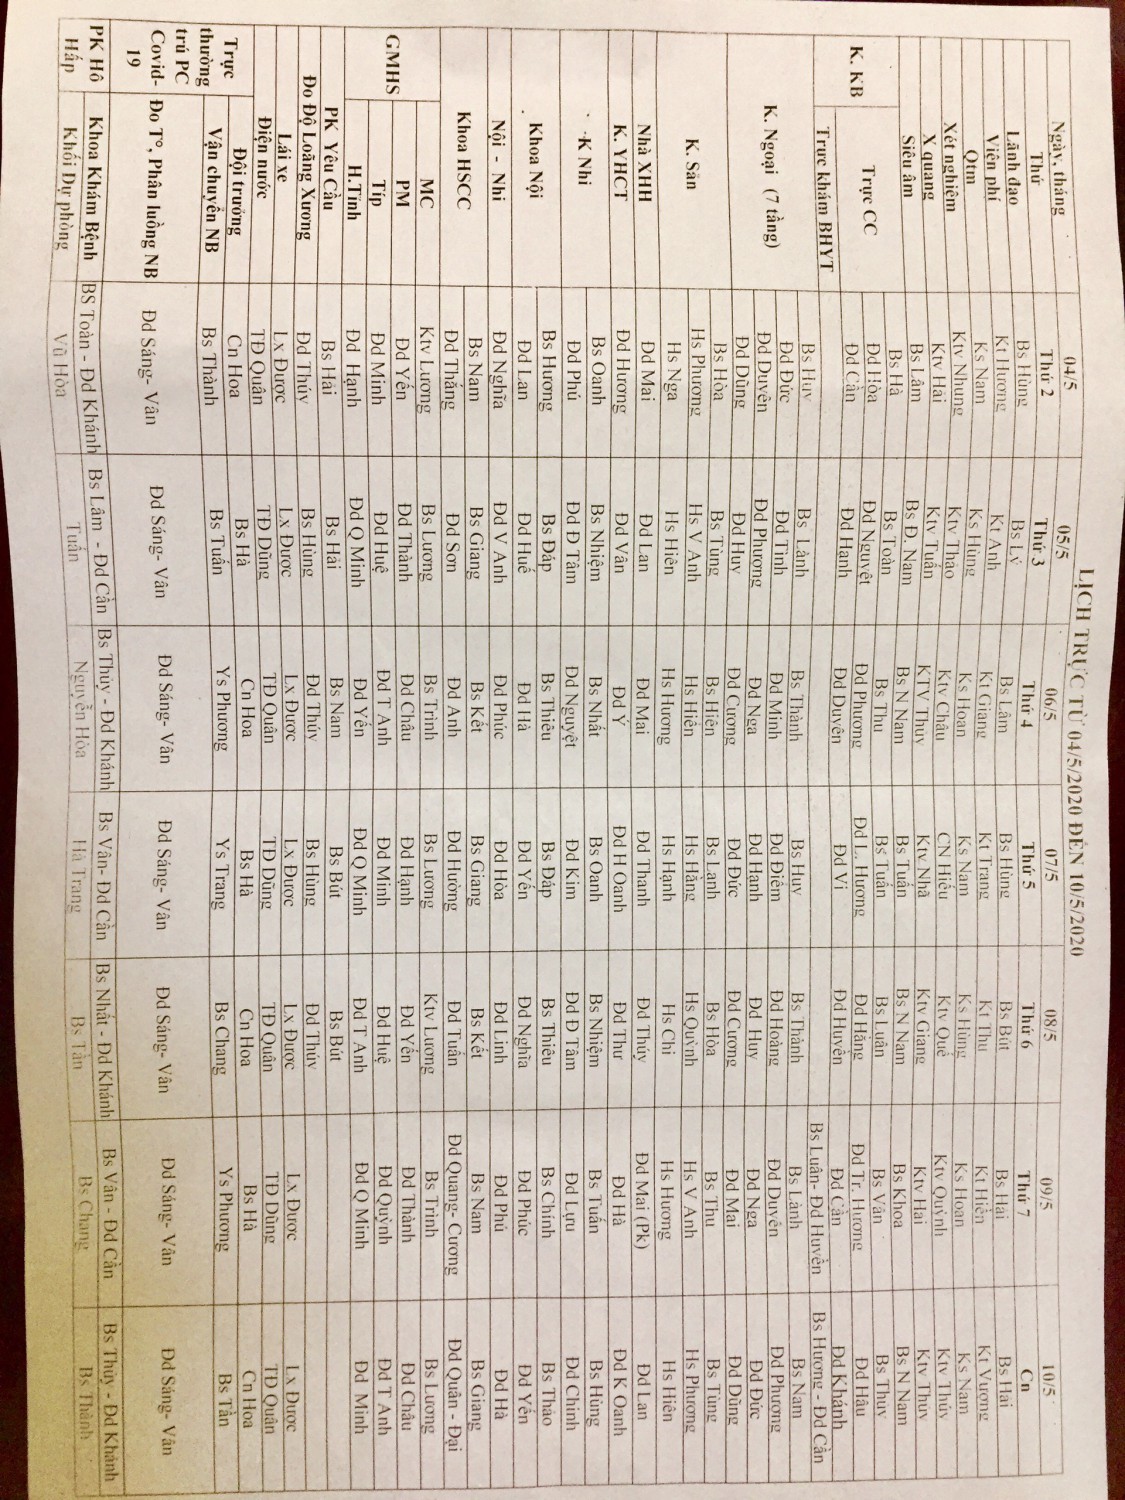 LỊCH TRỰC TỪ 04/5/2020 ĐẾN 10/5/2020
Ngày, tháng 04/5 05/5 06/5 07/5 08/5 09/5 10/5
Thứ Thứ 2 Thứ 3 Thứ 4 Thứ 5 Thứ 6 Thứ 7 Cn
Lãnh đạo Bs Hùng Bs Lý Bs Lâm Bs Hùng Bs Bút Bs Hải Bs Hải
Viện phí Kt Hương Kt Anh Kt Giang Kt Trang Kt Thu Kt Hiền Kt Vương
Qtm Ks Nam Ks Hùng Ks Hoan Ks Nam Ks Hùng Ks Hoan Ks Nam
Xét nghiệm Ktv Nhung Ktv Thảo Ktv Châu CN Hiếu Ktv Quế Ktv Quỳnh Ktv Thủy
X quang Ktv Hải Ktv Tuấn KTV Thủy Ktv Nhã Ktv Giang Ktv Hai Ktv Thúy
Siêu âm Bs Lâm Bs Đ. Nam Bs N Nam Bs Tuấn Bs N Nam Bs Khoa Bs N Nam
K. KB Trực CC Bs Hà Bs Toàn Bs Thu Bs Tuấn Bs Luân Bs Vân Bs Thúy
Đd Hòa Đd Nguyệt Đd Phương Đd L. Hương Đd Hằng Đd Tr. Hương Đd Hậu
Đd Cần Đd Hạnh Đd Duyên Đd Vi Đd Huyền Đd Cần Đd Khánh
Trực khám BHYT Bs Luân- Đd Huyền Bs Hương - Đd Cần
K. Ngoại (7 tầng) Bs Huy Bs Lành Bs Thành Bs Huy Bs Thành Bs Lành Bs Nam
Đd Đức Đd Tình Đd Minh Đd Điểm Đd Hoàng Đd Duyên Đd Phương
Đd Duyên Đd Phượng Đd Nga Đd Hạnh Đd Huy Đd Nga Đd Đức
Đd Dũng Đd Huy Đd Cương Đd Đức Đd Cương Đd Mai Đd Dũng
K. Sản Bs Hòa Bs Tùng Bs Hiên Bs Lanh Bs Hòa Bs Thu Bs Tùng
Hs Phương Hs V Anh Hs Hiên Hs Hằng Hs Quỳnh Hs V Anh Hs Phương
Hs Nga Hs Hiên Hs Hương Hs Hạnh Hs Chi Hs Hương Hs Hiên
Nhà XHH Đd Mai Đd Lan Đd Mai Đd Thanh Đd Thúy Đd Mai (Pk) Đd Lan
K. YHCT Đd Hương Đd Vân Đd Ý Đd H Oanh Đd Thư Đd Hà Đd K Oanh
K Nhi Bs Oanh Bs Nhiệm Bs Nhất Bs Oanh Bs Nhiệm Bs Tuấn Bs Hùng
Đd Phú Đd Đ Tâm Đd Nguyệt Đd Kim Đd Đ Tâm Đd Lựu Đd Chinh
Khoa Nội Bs Hương Bs Đáp Bs Thiêu Bs Đáp Bs Thiêu Bs Chinh Bs Thảo
Đd Lan Đd Huế Đd Hà Đd Yến Đd Nghĩa Đd Phúc Đd Yến
Nội - Nhi Đd Nghĩa Đd V Anh Đd Phúc Đd Hòa Đd Linh Đd Phú Đd Hà
Khoa HSCC Bs Nam Bs Giang Bs Kết Bs Giang Bs Kết Bs Nam Bs Giang
Đd Thắng Đd Sơn Đd Anh Đd Hường Đd Tuấn Đd Quang- Cương Đd Quân - Đại
GMHS MC Ktv Lương Bs Lương Bs Trình Bs Lương Ktv Lương Bs Trình Bs Lương
PM Đd Yến Đd Thành Đd Châu Đd Hạnh Đd Yến Đd Thành Đd Châu
Tip Đd Minh Đd Huệ Đd T Anh Đd Minh Đd Huệ Đd Quỳnh Đd T Anh
H.Tỉnh Đd Hạnh Đd Q Minh Đd Yến Đd Q Minh Đd T Anh Đd Q Minh Đd Minh
PK Yêu Cầu Bs Hải Bs Hải Bs Nam Bs Bút Bs Bút
Đo Độ Loãng Xương Đd Thúy Bs Hùng Đd Thúy Bs Hùng Đd Thúy
Lái xe Lx Được Lx Được Lx Được Lx Được Lx Được Lx Được Lx Được
Điện nước TĐ Quân TĐ Dũng TĐ Quân TĐ Dũng TĐ Quân TĐ Dũng TĐ Quân
Trực thường trú PC Covid-19 Đội trưởng Cn Hoa Bs Hà Cn Hoa Bs Hà Cn Hoa Bs Hà Cn Hoa
Vận chuyển NB Bs Thành Bs Tuấn Ys Phương Ys Trang Bs Chang Ys Phương Bs Tần
Đo T°, Phân luồng NB Đd Sáng- Vân Đd Sáng- Vân Đd Sáng- Vân Đd Sáng- Vân Đd Sáng- Vân Đd Sáng- Vân Đd Sáng- Vân
PK Hô Hấp Khoa Khám Bệnh BS Toàn - Đd Khánh Bs Lâm - Đd Cần Bs Thúy - Đd Khánh Bs Vân- Đd Cần Bs Nhất - Đd Khánh Bs Vân - Đd Cần Bs Thủy - Đd Khánh
Khối Dự phòng Vũ Hòa Tuấn Nguyễn Hòa Hà Trang Bs Tần Bs Chang Bs Thành